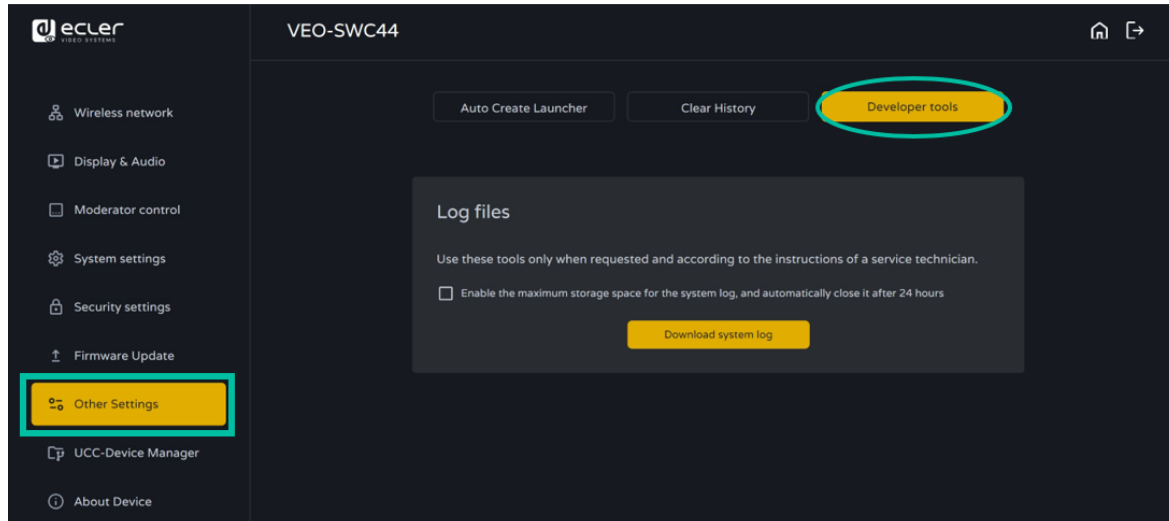 ecler
VIDEO SYSTEMS
VEO-SWC44
Wireless network
Display & Audio
Moderator control
System settings
Security settings
Firmware Update
Other Settings
UCC-Device Manager
About Device
Auto Create Launcher
Clear History
Developer tools
Log files
Use these tools only when requested and according to the instructions of a service technician.
Enable the maximum storage space for the system log, and automatically close it after 24 hours
Download system log